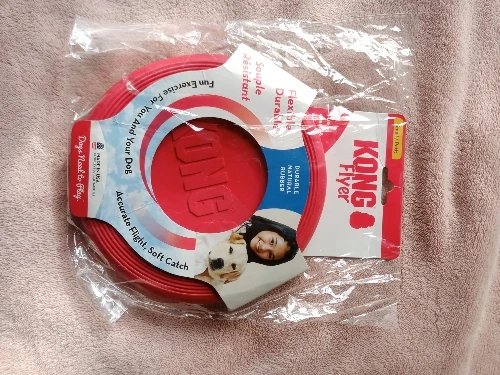 KONG
Flyer
Flexible
Durable
Souple
Résistant
DURABLE
NATURAL
RUBBER
Fun Exercise For You And Your Dog
KONG
Accurate Flight, Soft Catch
Dogs Need to Play.